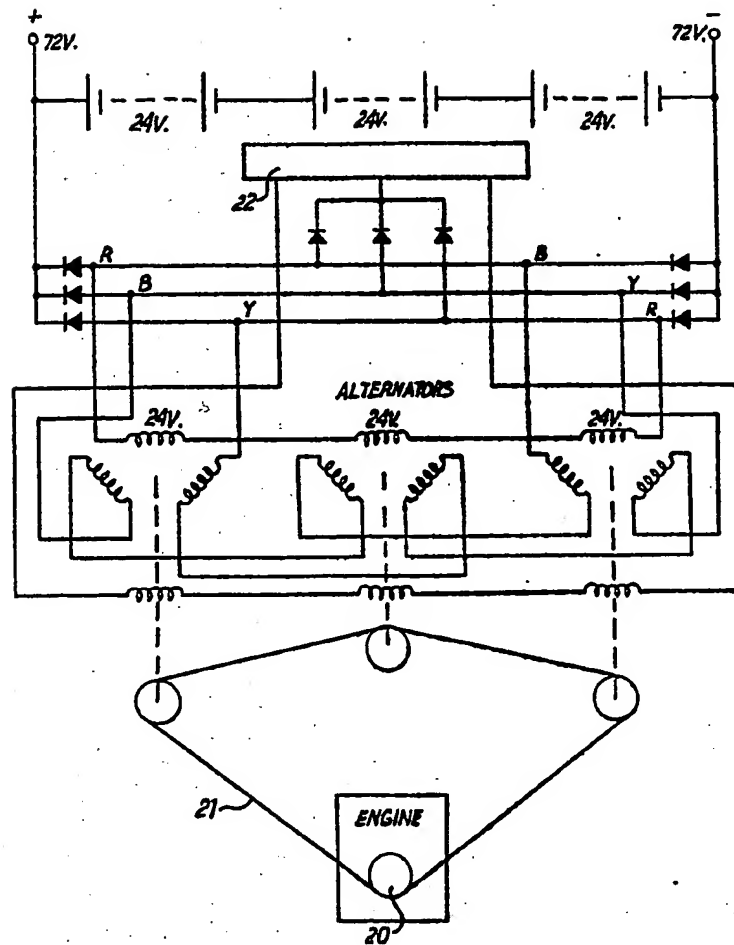 + −
72V. 72V.
24V. 24V. 24V.
22
R B
B Y
Y R
ALTERNATORS
24V. 24V. 24V.
21
ENGINE
20